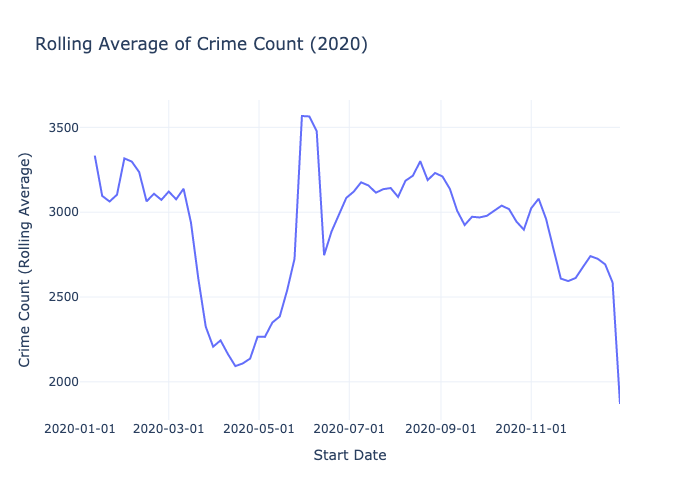 Rolling Average of Crime Count (2020)
Crime Count (Rolling Average)
3500
3000
2500
2000
2020-01-01 2020-03-01 2020-05-01 2020-07-01 2020-09-01 2020-11-01
Start Date